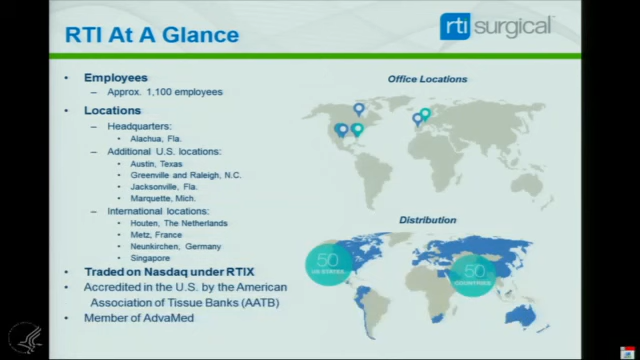 RTI At A Glance
rti surgical
• Employees
– Approx. 1,100 employees
• Locations
– Headquarters:
• Alachua, Fla.
– Additional U.S. locations:
• Austin, Texas
• Greenville and Raleigh, N.C.
• Jacksonville, Fla.
• Marquette, Mich.
– International locations:
• Houten, The Netherlands
• Metz, France
• Neunkirchen, Germany
• Singapore
• Traded on Nasdaq under RTIX
• Accredited in the U.S. by the American
Association of Tissue Banks (AATB)
• Member of AdvaMed
Office Locations
Distribution
50
US STATES
50
COUNTRIES